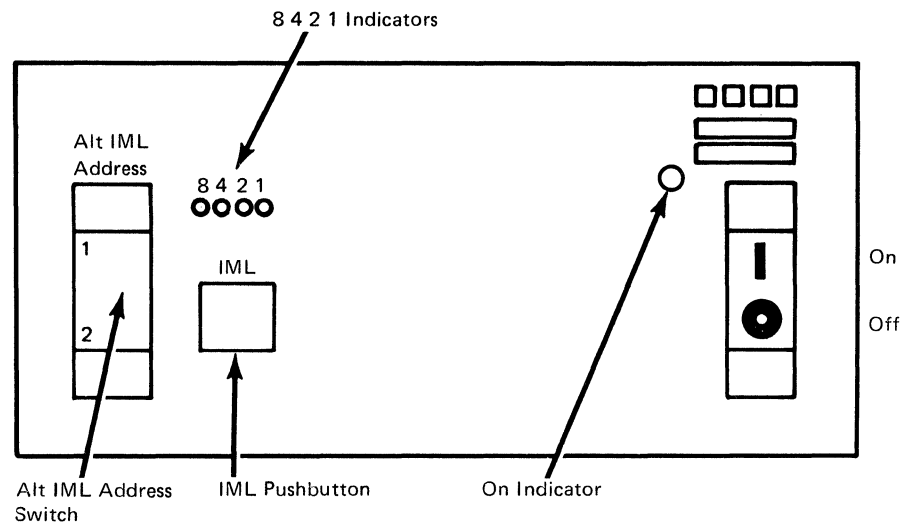 8 4 2 1 Indicators
Alt IML
Address
8 4 2 1
1
IML
On
2
Off
Alt IML Address
Switch
IML Pushbutton
On Indicator